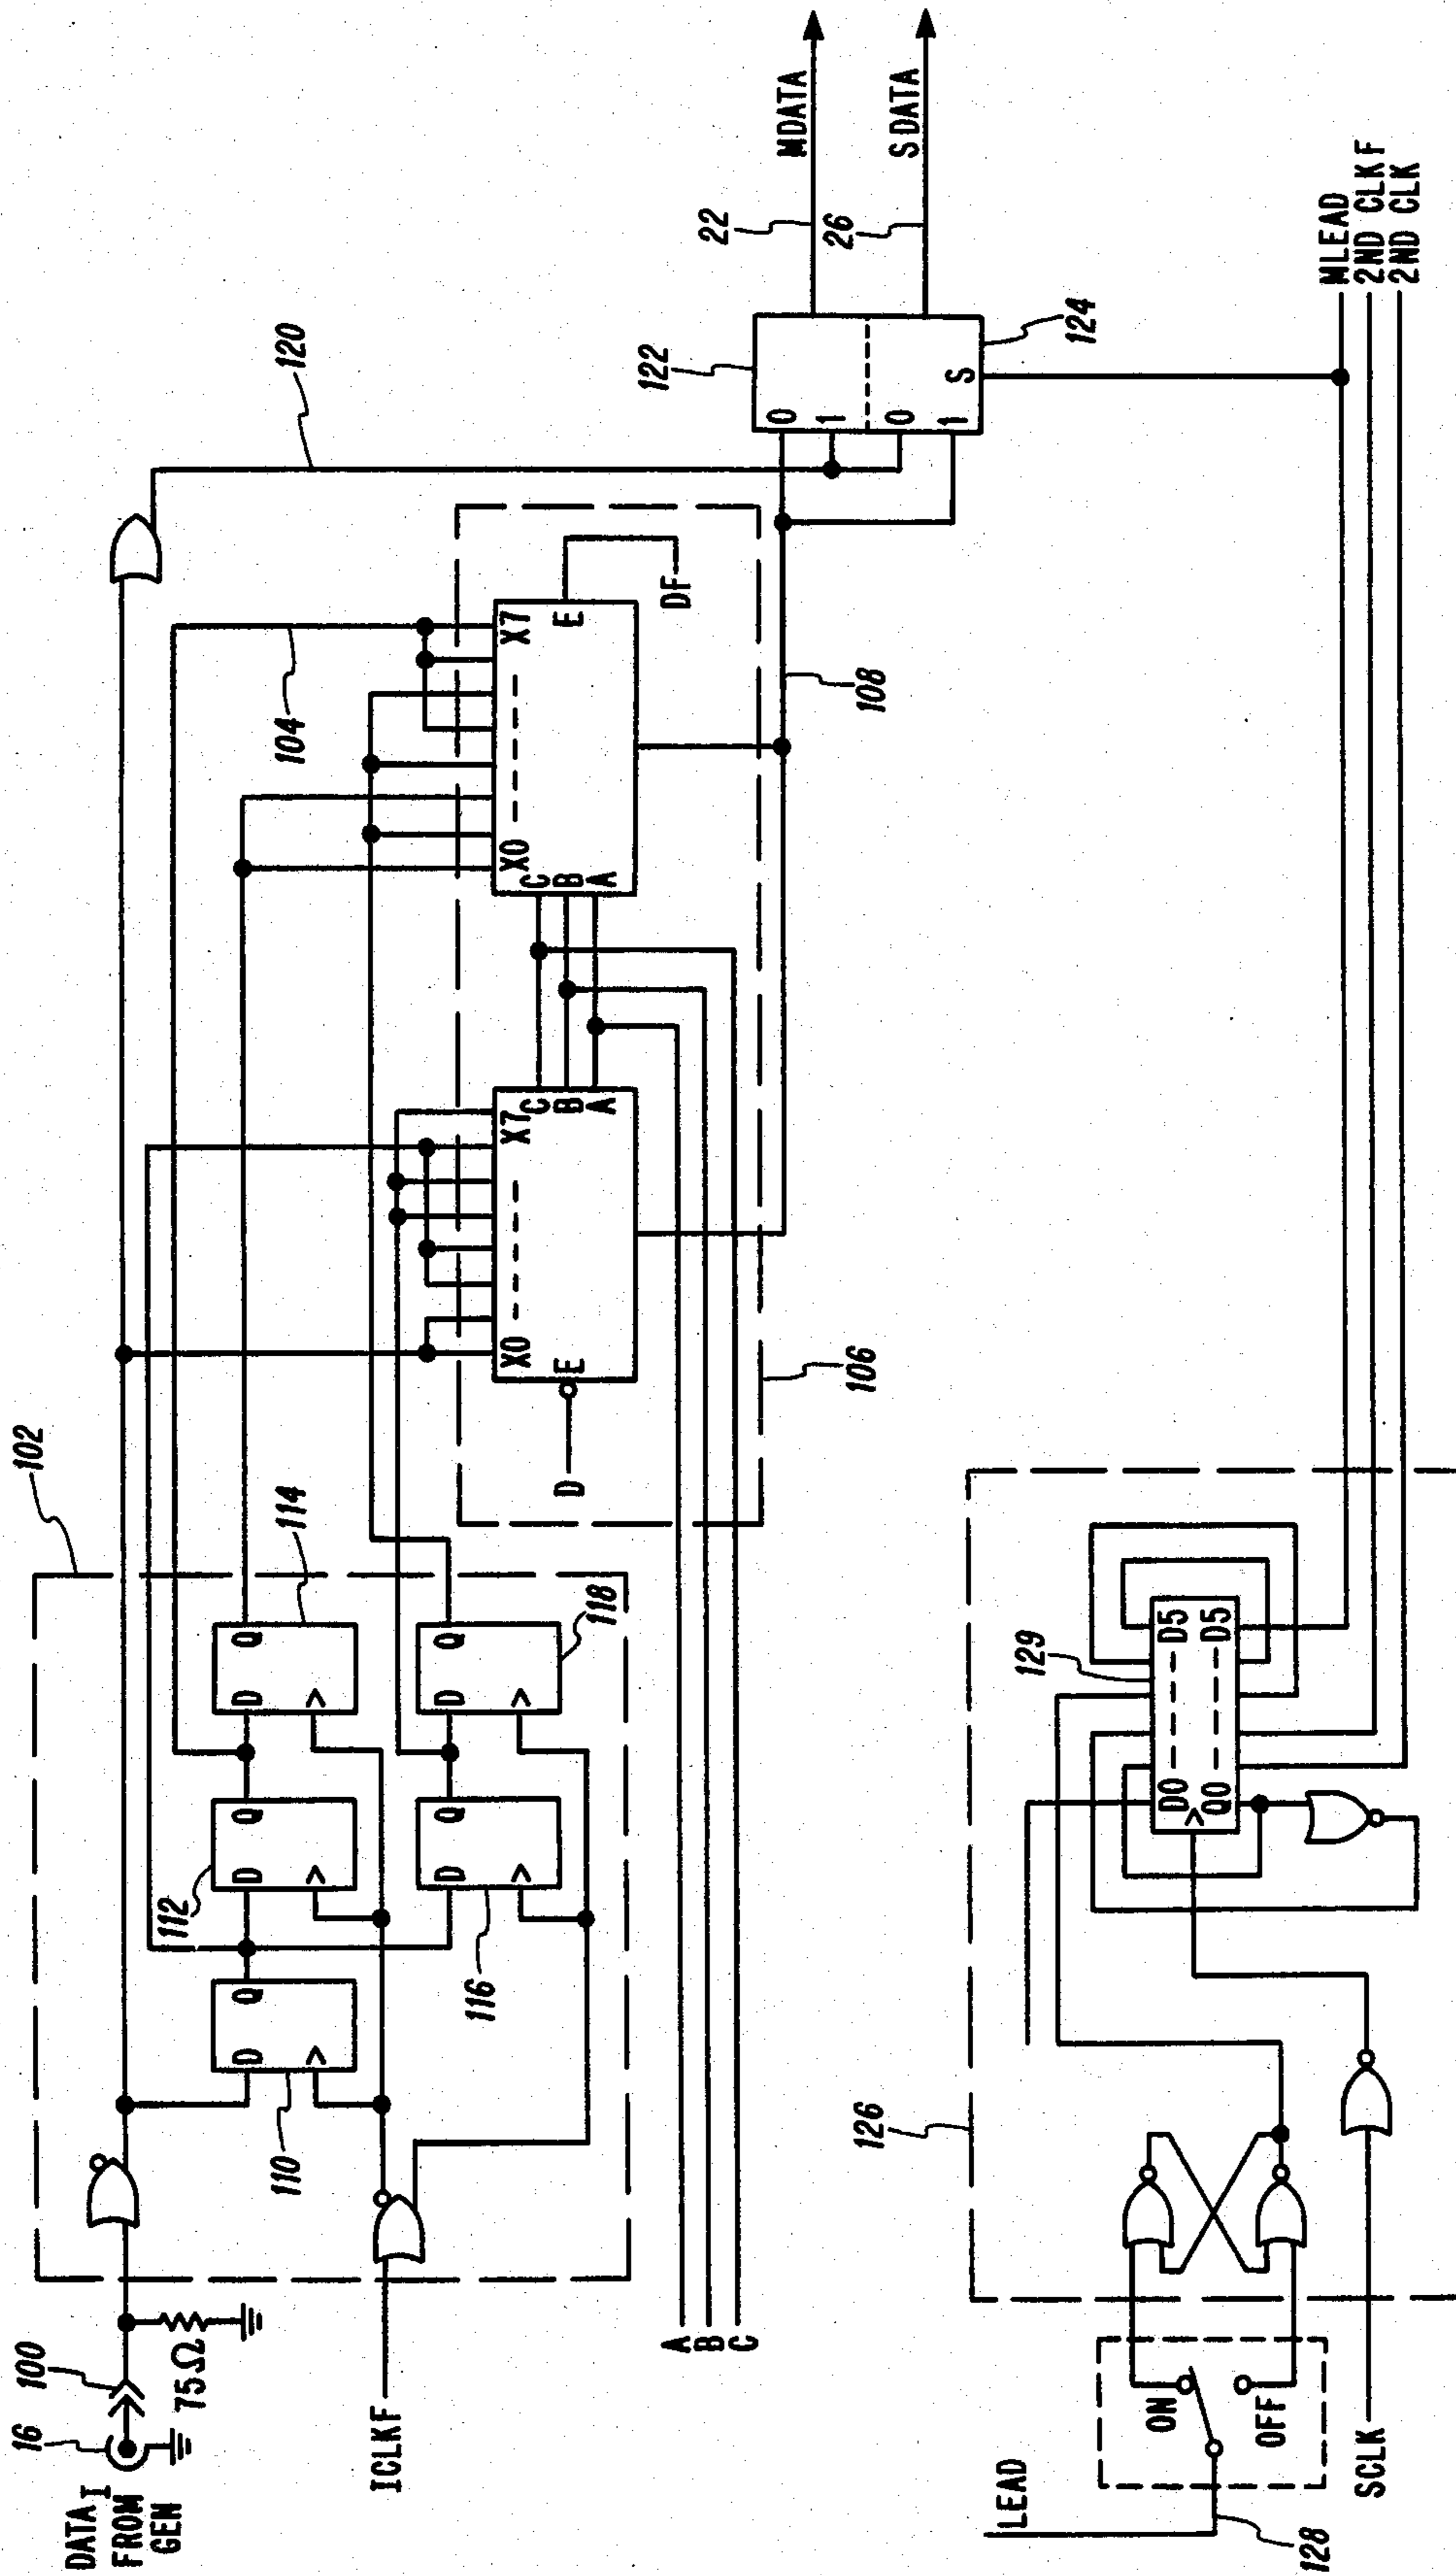 DATA I
FROM
GEN
16
100
75Ω
102
110
D
Q
>
112
D
Q
>
114
D
Q
>
116
D
Q
>
118
D
Q
>
ICLKF
104
120
106
X0
X7
E
D
C
B
A
X0
X7
C
B
A
E
DF
108
A
B
C
122
0
1
0
1
S
124
22
MDATA
26
SDATA
126
LEAD
128
ON
OFF
SCLK
129
D0
D5
>
Q0
D5
MLEAD
2ND CLKF
2ND CLK